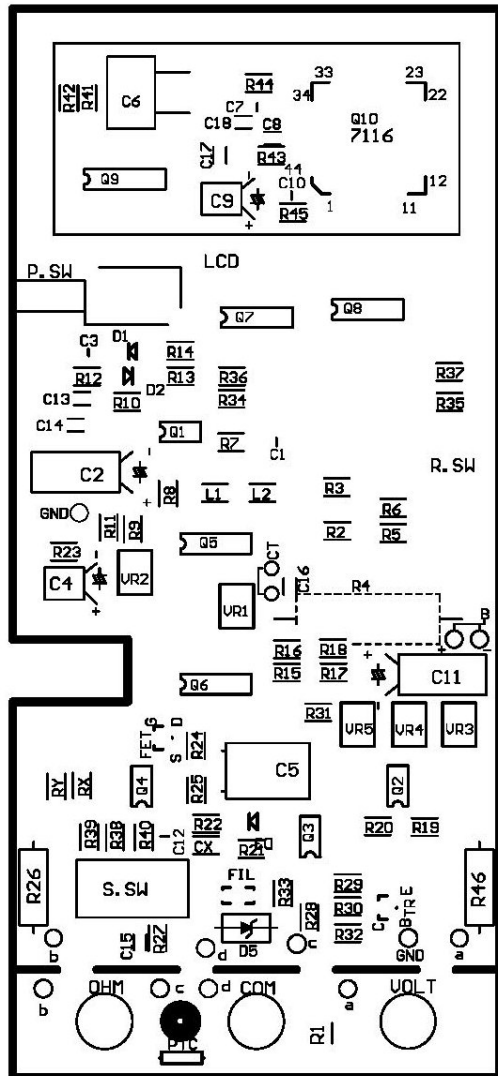 R42 R41 C6 R44 33 23
C7 34 22
C18 C8 Q10
7116
C17 R43
Q9 44 12
C9 C10
R45 1 11
+
LCD
P.SW
Q7 Q8
D1
C3 R14
R12 R13 R36 R37
D2
C13 R10 R34 R35
C14 Q1
R7 C1
C2 R.SW
R8 L1 L2 R3
+
GND R6
R11 R9 R2 R5
R23 Q5 CT
C4 VR2 C16 R4
+ VR1 B
R16 R18 + -
R15 R17
C11
Q6
R31 VR5 VR4 VR3
FET G D
S R24
C5
RY RX Q4 R25 Q2
R22 R20 R19
R39 R38 R40 C12 CX R21 Q3
FIL
R26 S.SW R33 R29 R46
R28 R30 C BTRE
C15 R27 D5 R32
b d c GND a
b OHM c d COM a VOLT
PTC R1